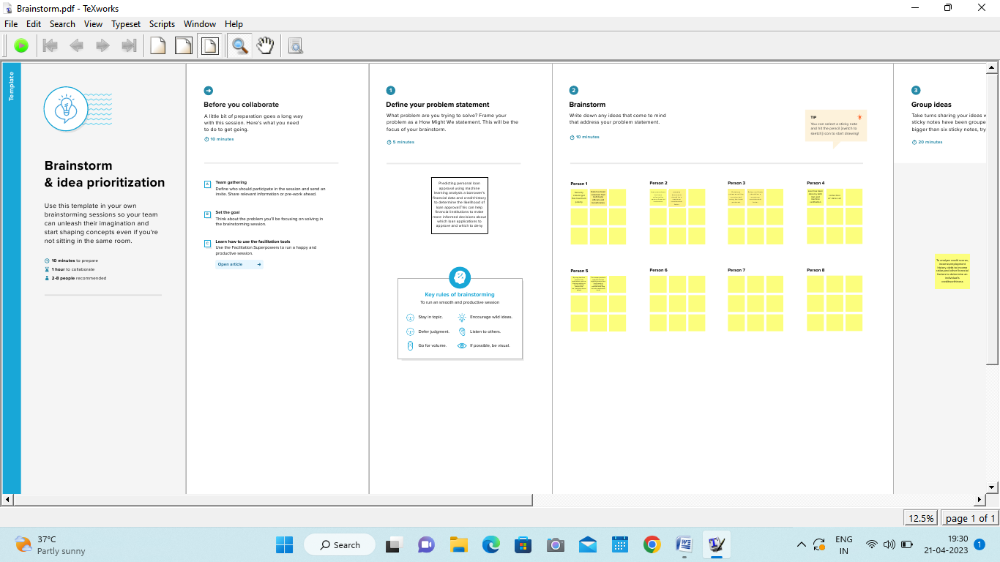 Brainstorm.pdf - TeXworks
File Edit Search View Typeset Scripts Window Help
Template
Brainstorm
& idea prioritization
Use this template in your own
brainstorming sessions so your team
can unleash their imagination and
start shaping concepts even if you're
not sitting in the same room.
10 minutes to prepare
1 hour to collaborate
2-8 people recommended
Before you collaborate
A little bit of preparation goes a long way
with this session. Here's what you need
to do to get going.
10 minutes
A
Team gathering
Define who should participate in the session and send an
invite. Share relevant information or pre-work ahead.
B
Set the goal
Think about the problem you'll be focusing on solving in
the brainstorming session.
C
Learn how to use the facilitation tools
Use the Facilitation Superpowers to run a happy and
productive session.
Open article
1
Define your problem statement
What problem are you trying to solve? Frame your
problem as a How Might We statement. This will be the
focus of your brainstorm.
5 minutes
Predicting personal loan
approval using machine
learning analysis a borrower's
financial data and credit history
to determine the likelihood of
loan approval.This can help
financial institutions to make
more informed decisions about
which loan applications to
approve and which to deny
Key rules of brainstorming
To run an smooth and productive session
Stay in topic. Encourage wild ideas.
Defer judgment. Listen to others.
Go for volume. If possible, be visual.
2
Brainstorm
Write down any ideas that come to mind
that address your problem statement.
10 minutes
TIP
You can select a sticky note
and hit the pencil [switch to
sketch] icon to start drawing!
Person 1 Person 2 Person 3 Person 4
Person 5 Person 6 Person 7 Person 8
3
Group ideas
Take turns sharing your ideas w
sticky notes have been groupe
bigger than six sticky notes, try
20 minutes
To analyze credit scores,
income,employment
history, debt-to-income
ratios,and other financial
factors to determine an
individual's
creditworthiness
12.5% page 1 of 1
37°C
Partly sunny
Search
ENG
IN
19:30
21-04-2023
1